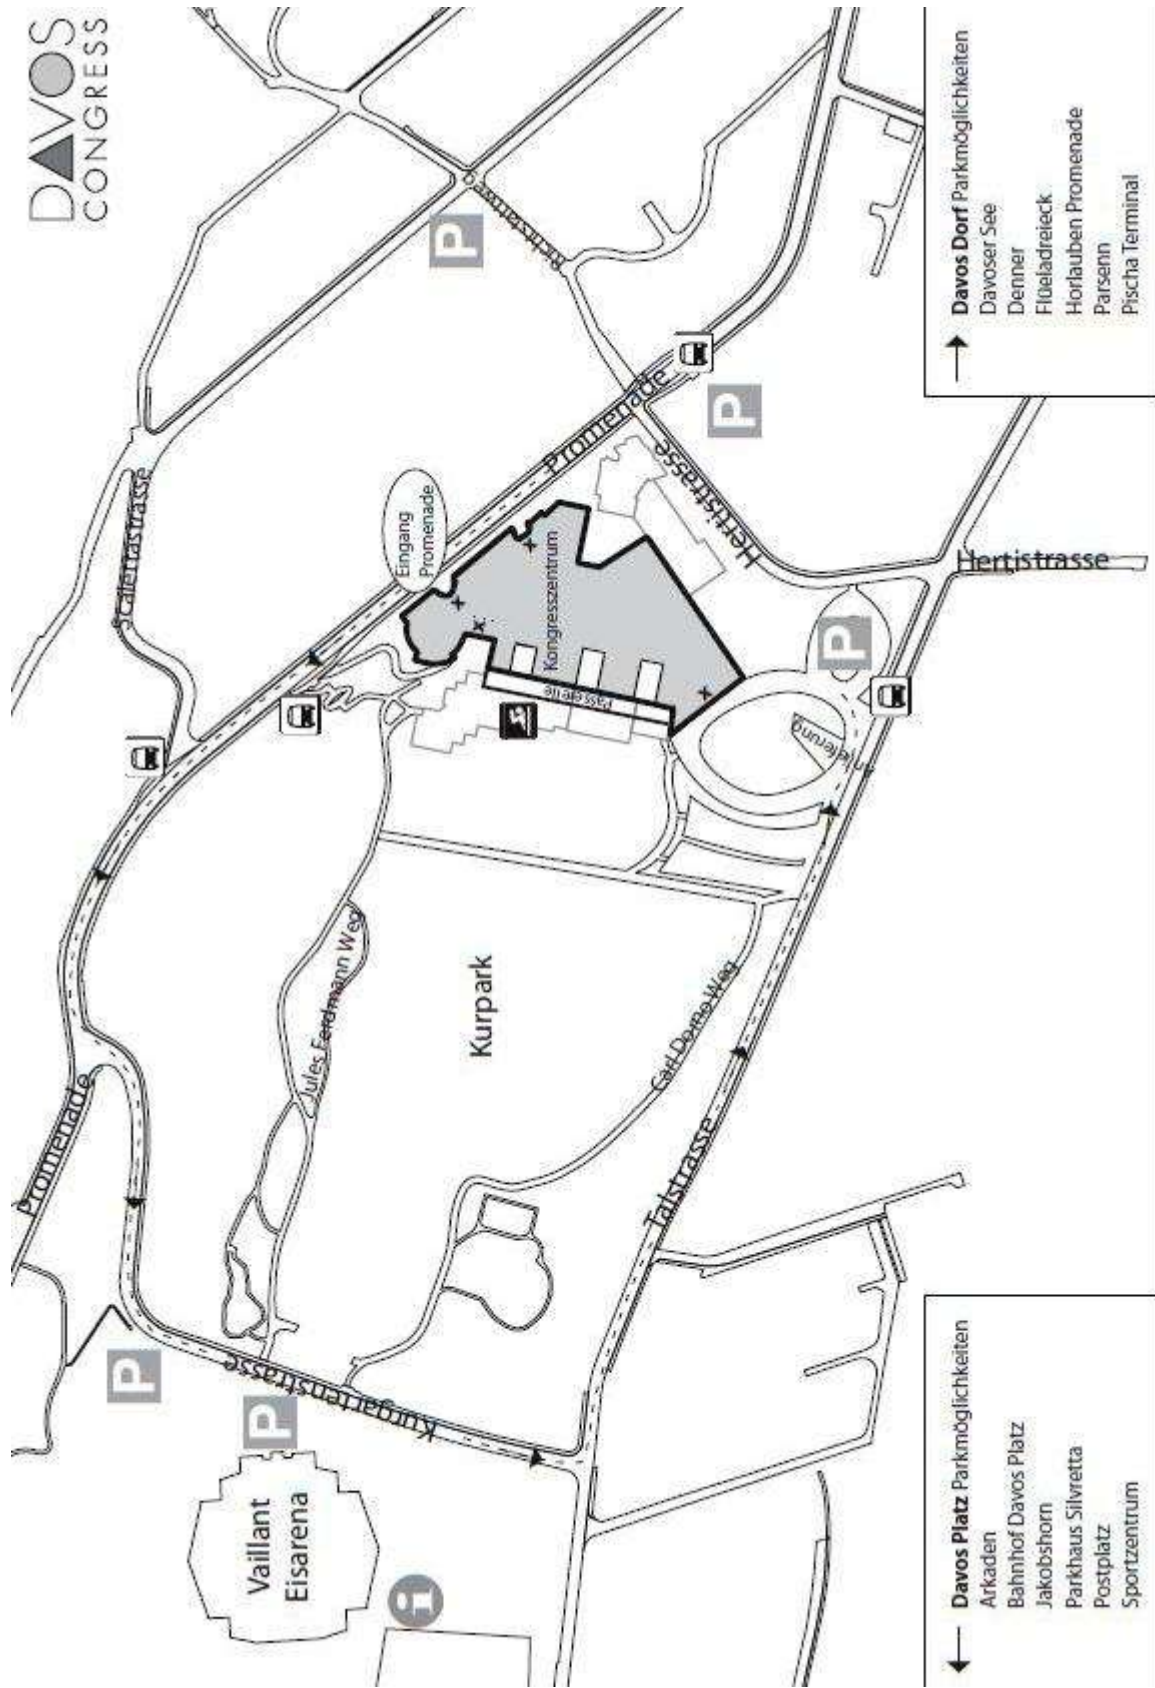 DAVOS
CONGRESS
Scalettastrasse
Promenade
Eingang
Promenade
Promenade
Kongresszentrum
Passerelle
Hertistrasse
Hertistrasse
Anlieferung
Jules Ferdmann Weg
Kurpark
Carl Dorno Weg
Talstrasse
Kurgartenstrasse
Vaillant
Eisarena
P
P
P
P
P
i
Davos Platz Parkmöglichkeiten
Arkaden
Bahnhof Davos Platz
Jakobshorn
Parkhaus Silvretta
Postplatz
Sportzentrum
Davos Dorf Parkmöglichkeiten
Davoser See
Denner
Flüeladreieck
Horlauben Promenade
Parsenn
Pischa Terminal